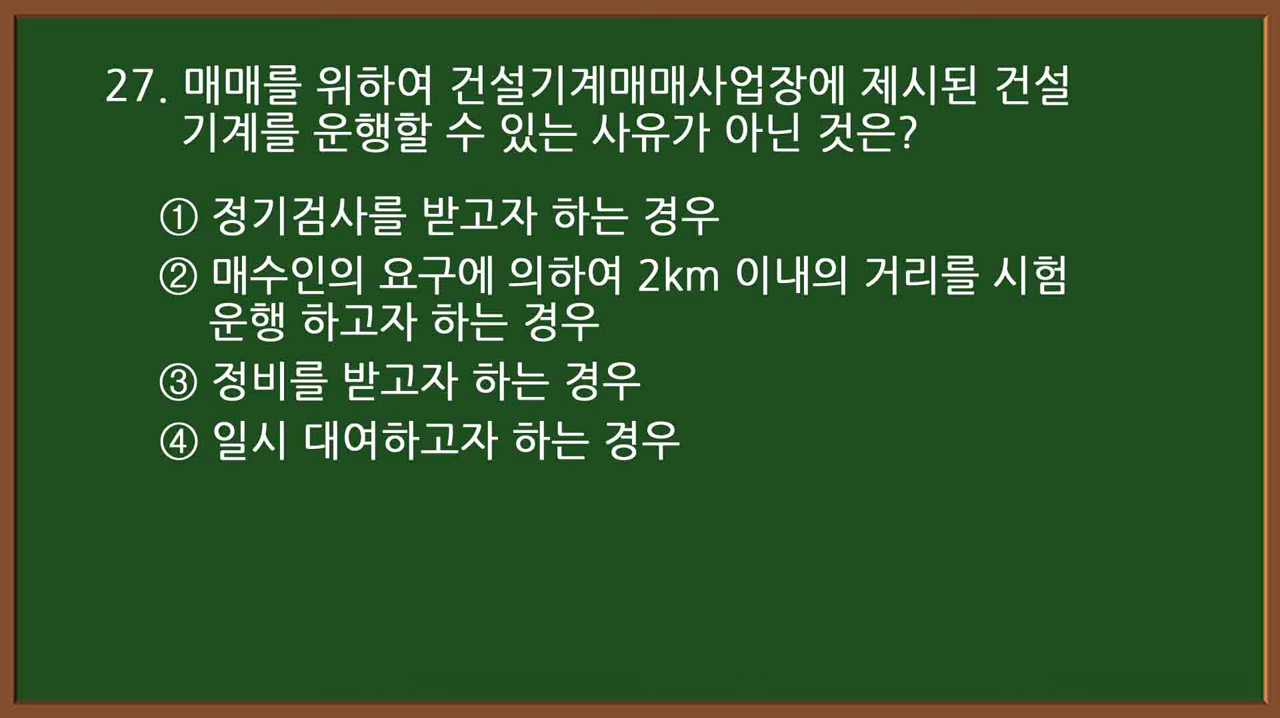 27. 매매를 위하여 건설기계매매사업장에 제시된 건설
기계를 운행할 수 있는 사유가 아닌 것은?
① 정기검사를 받고자 하는 경우
② 매수인의 요구에 의하여 2km 이내의 거리를 시험
운행 하고자 하는 경우
③ 정비를 받고자 하는 경우
④ 일시 대여하고자 하는 경우